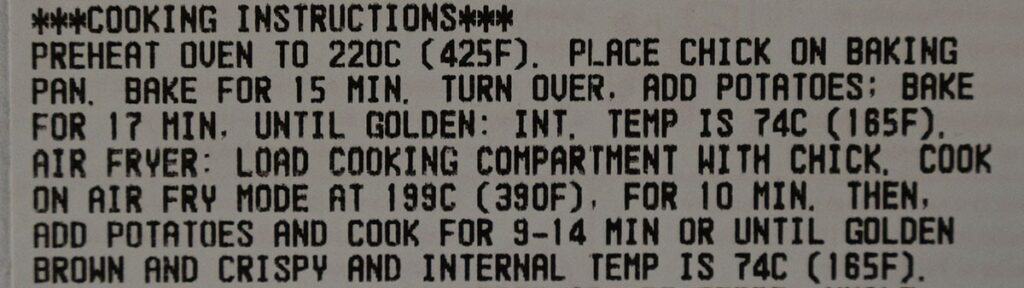 ***COOKING INSTRUCTIONS***
PREHEAT OVEN TO 220C (425F). PLACE CHICK ON BAKING
PAN. BAKE FOR 15 MIN. TURN OVER. ADD POTATOES; BAKE
FOR 17 MIN. UNTIL GOLDEN: INT. TEMP IS 74C (165F).
AIR FRYER: LOAD COOKING COMPARTMENT WITH CHICK. COOK
ON AIR FRY MODE AT 199C (390F), FOR 10 MIN. THEN,
ADD POTATOES AND COOK FOR 9-14 MIN OR UNTIL GOLDEN
BROWN AND CRISPY AND INTERNAL TEMP IS 74C (165F).